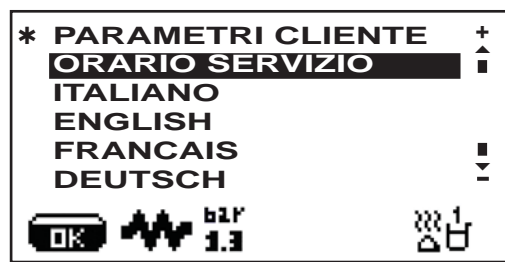 * PARAMETRI CLIENTE +
ORARIO SERVIZIO
ITALIANO
ENGLISH
FRANCAIS
DEUTSCH -
OK bar 1
1.3